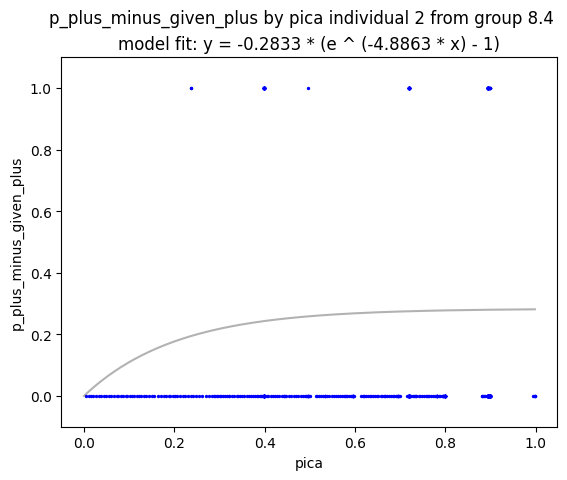 p_plus_minus_given_plus by pica individual 2 from group 8.4
model fit: y = -0.2833 * (e ^ (-4.8863 * x) - 1)
1.0
0.8
0.6
0.4
0.2
0.0
p_plus_minus_given_plus
0.0 0.2 0.4 0.6 0.8 1.0
pica